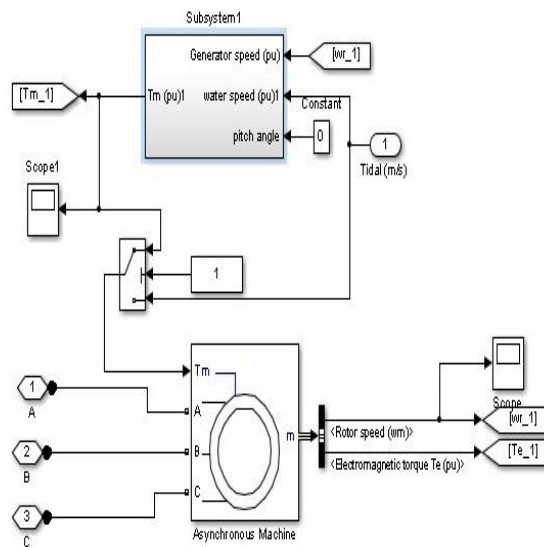 Subsystem1
Generator speed (pu)
[wr_1]
[Tm_1]
Tm (pu)1
water speed (pu)1
Constant
pitch angle
0
1
Tidal (m/s)
Scope1
1
Tm
1
A
A
m
Scope
<Rotor speed (wm)>
[wr_1]
2
B
B
<Electromagnetic torque Te (pu)>
[Te_1]
3
C
C
Asynchronous Machine